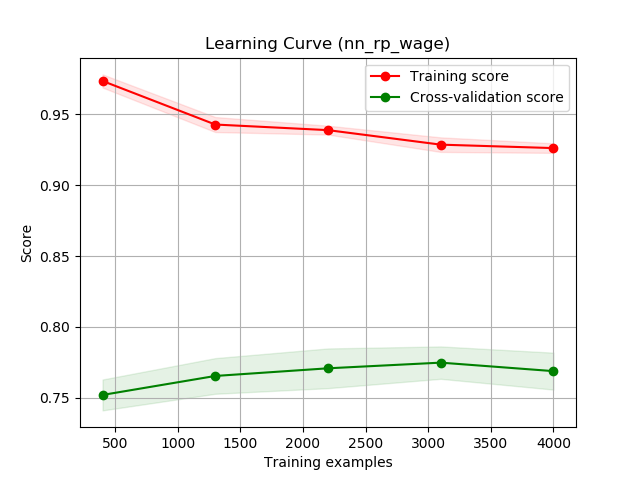 Learning Curve (nn_rp_wage)
Training score
Cross-validation score
Score
0.95
0.90
0.85
0.80
0.75
500 1000 1500 2000 2500 3000 3500 4000
Training examples